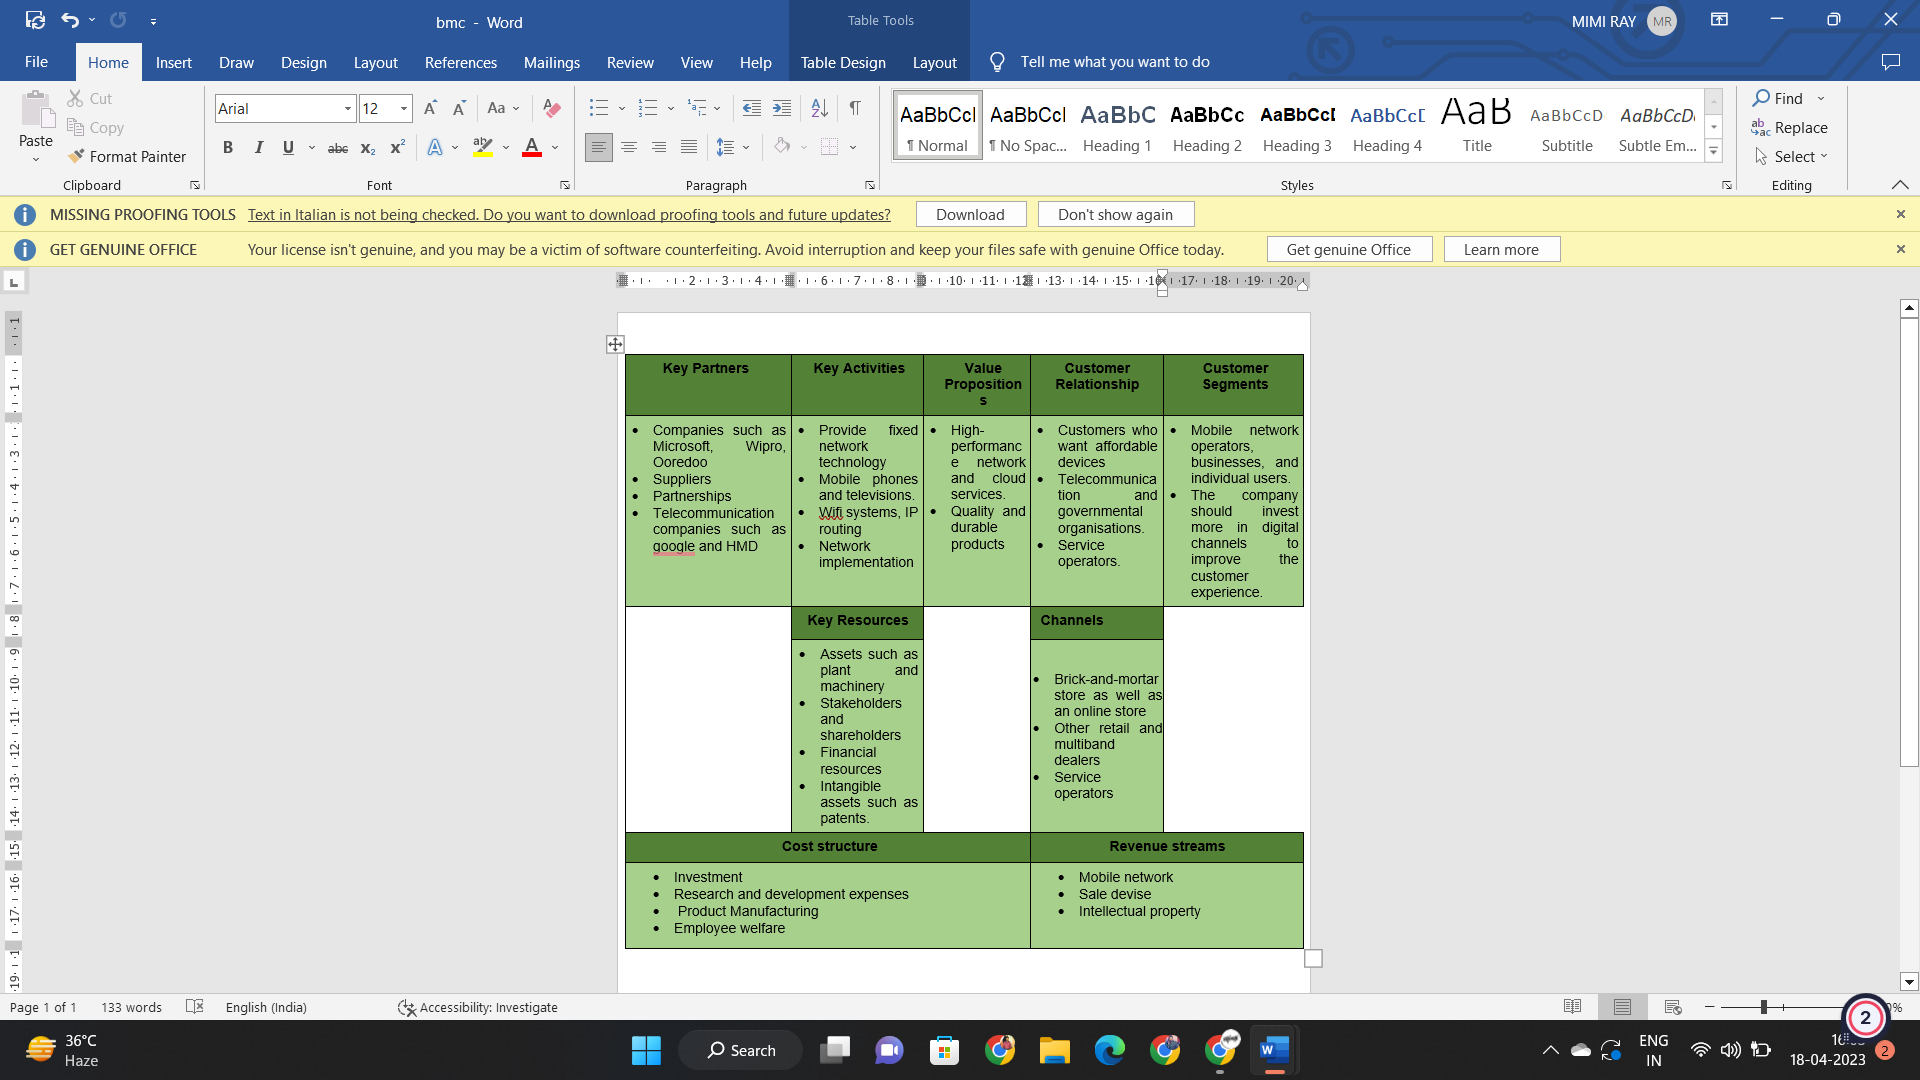 bmc - Word
Table Tools
MIMI RAY MR
File Home Insert Draw Design Layout References Mailings Review View Help Table Design Layout Tell me what you want to do
Paste
Cut
Copy
Format Painter
Clipboard
Arial 12
Font
Paragraph
AaBbCcI AaBbCcI AaBbC AaBbCc AaBbCcD AaBbCcD AaB AaBbCcD AaBbCcD
¶ Normal ¶ No Spac... Heading 1 Heading 2 Heading 3 Heading 4 Title Subtitle Subtle Em...
Styles
Find
Replace
Select
Editing
MISSING PROOFING TOOLS Text in Italian is not being checked. Do you want to download proofing tools and future updates? Download Don't show again
GET GENUINE OFFICE Your license isn't genuine, and you may be a victim of software counterfeiting. Avoid interruption and keep your files safe with genuine Office today. Get genuine Office Learn more
Key Partners
Key Activities
Value
Proposition
s
Customer
Relationship
Customer
Segments
• Companies such as
Microsoft, Wipro,
Ooredoo
• Suppliers
• Partnerships
• Telecommunication
companies such as
google and HMD
• Provide fixed
network
technology
• Mobile phones
and televisions.
• Wifi systems, IP
routing
• Network
implementation
• High-
performanc
e network
and cloud
services.
• Quality and
durable
products
• Customers who
want affordable
devices
• Telecommunica
tion and
governmental
organisations.
• Service
operators.
• Mobile network
operators,
businesses, and
individual users.
• The company
should invest
more in digital
channels to
improve the
customer
experience.
Key Resources
• Assets such as
plant and
machinery
• Stakeholders
and
shareholders
• Financial
resources
• Intangible
assets such as
patents.
Channels
• Brick-and-mortar
store as well as
an online store
• Other retail and
multiband
dealers
• Service
operators
Cost structure
• Investment
• Research and development expenses
• Product Manufacturing
• Employee welfare
Revenue streams
• Mobile network
• Sale devise
• Intellectual property
Page 1 of 1 133 words English (India) Accessibility: Investigate
2
36°C
Haze
Search
ENG
IN
18-04-2023
2